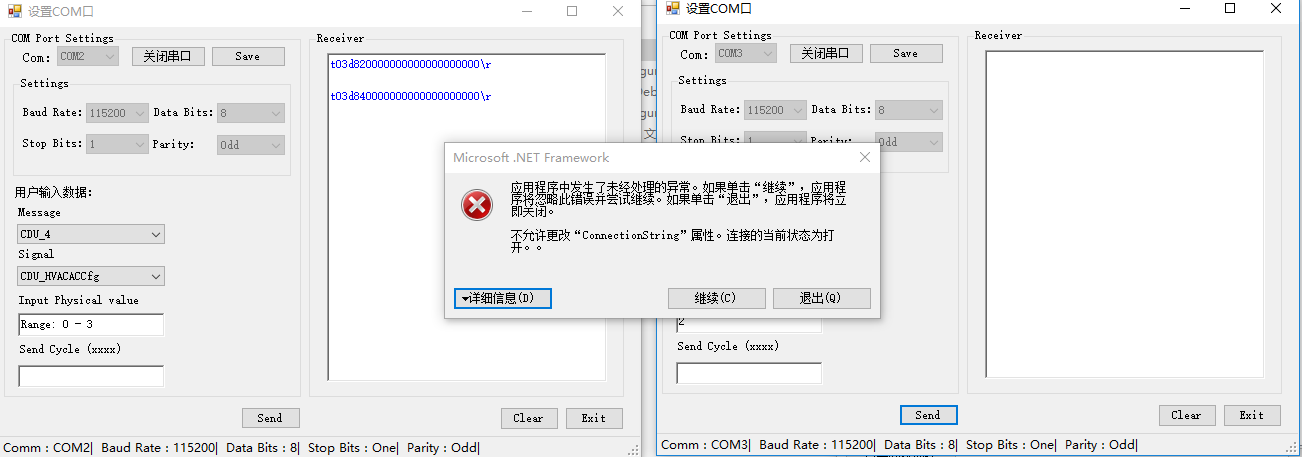 设置COM口
COM Port Settings
Com:
COM2
关闭串口
Save
Settings
Baud Rate:
115200
Data Bits:
8
Stop Bits:
1
Parity:
Odd
用户输入数据:
Message
CDU_4
Signal
CDU_HVACACCfg
Input Physical value
Range: 0 - 3
Send Cycle (xxxx)
Send
Receiver
t03d820000000000000000000\r
t03d840000000000000000000\r
Clear
Exit
Comm : COM2| Baud Rate : 115200| Data Bits : 8| Stop Bits : One| Parity : Odd|
Microsoft .NET Framework
应用程序中发生了未经处理的异常。如果单击“继续”，应用程
序将忽略此错误并尝试继续。如果单击“退出”，应用程序将立
即关闭。
不允许更改“ConnectionString”属性。连接的当前状态为打
开。。
详细信息(D)
继续(C)
退出(Q)
设置COM口
COM Port Settings
Com:
COM3
关闭串口
Save
Settings
Baud Rate:
115200
Data Bits:
8
Stop Bits:
1
Odd
2
Send Cycle (xxxx)
Send
Receiver
Clear
Exit
Comm : COM3| Baud Rate : 115200| Data Bits : 8| Stop Bits : One| Parity : Odd|